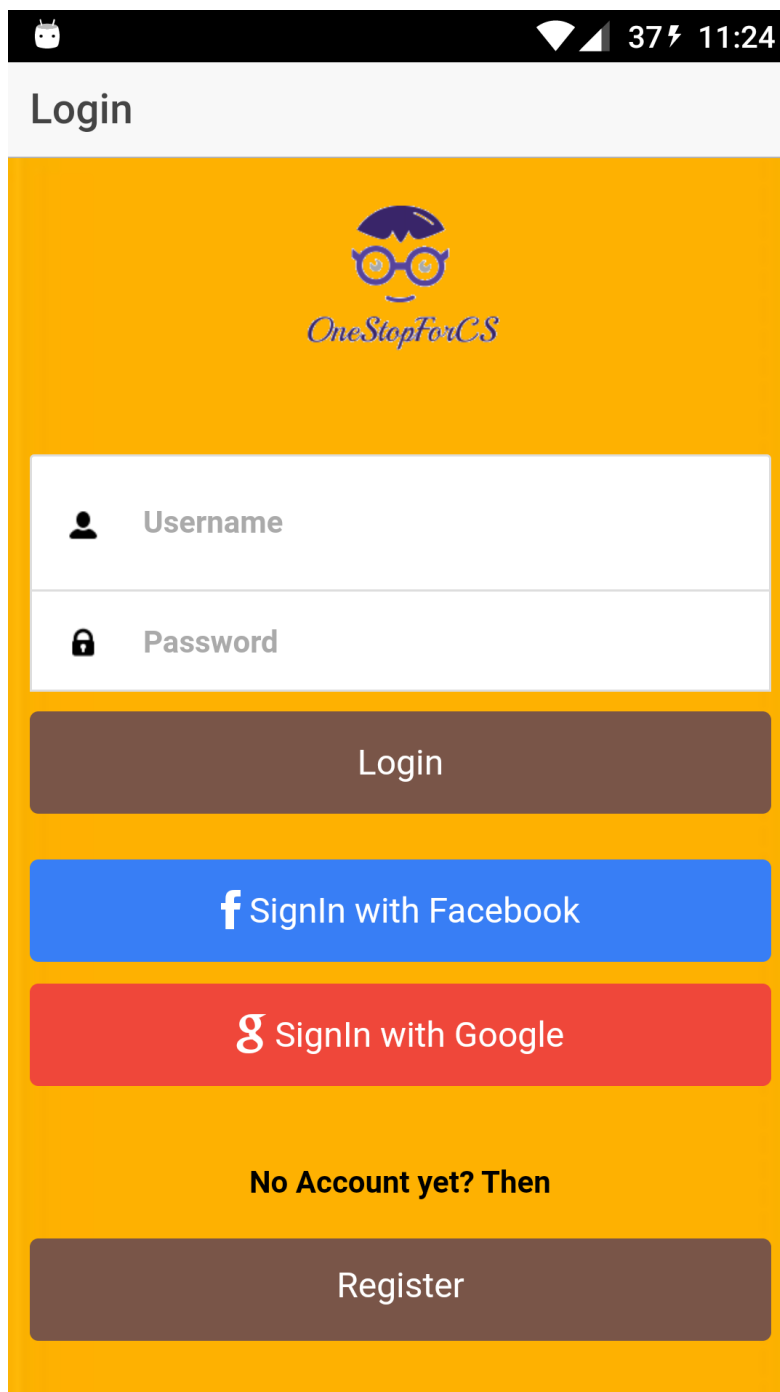 37 11:24
Login
OneStopForCS
Username
Password
Login
f SignIn with Facebook
g SignIn with Google
No Account yet? Then
Register